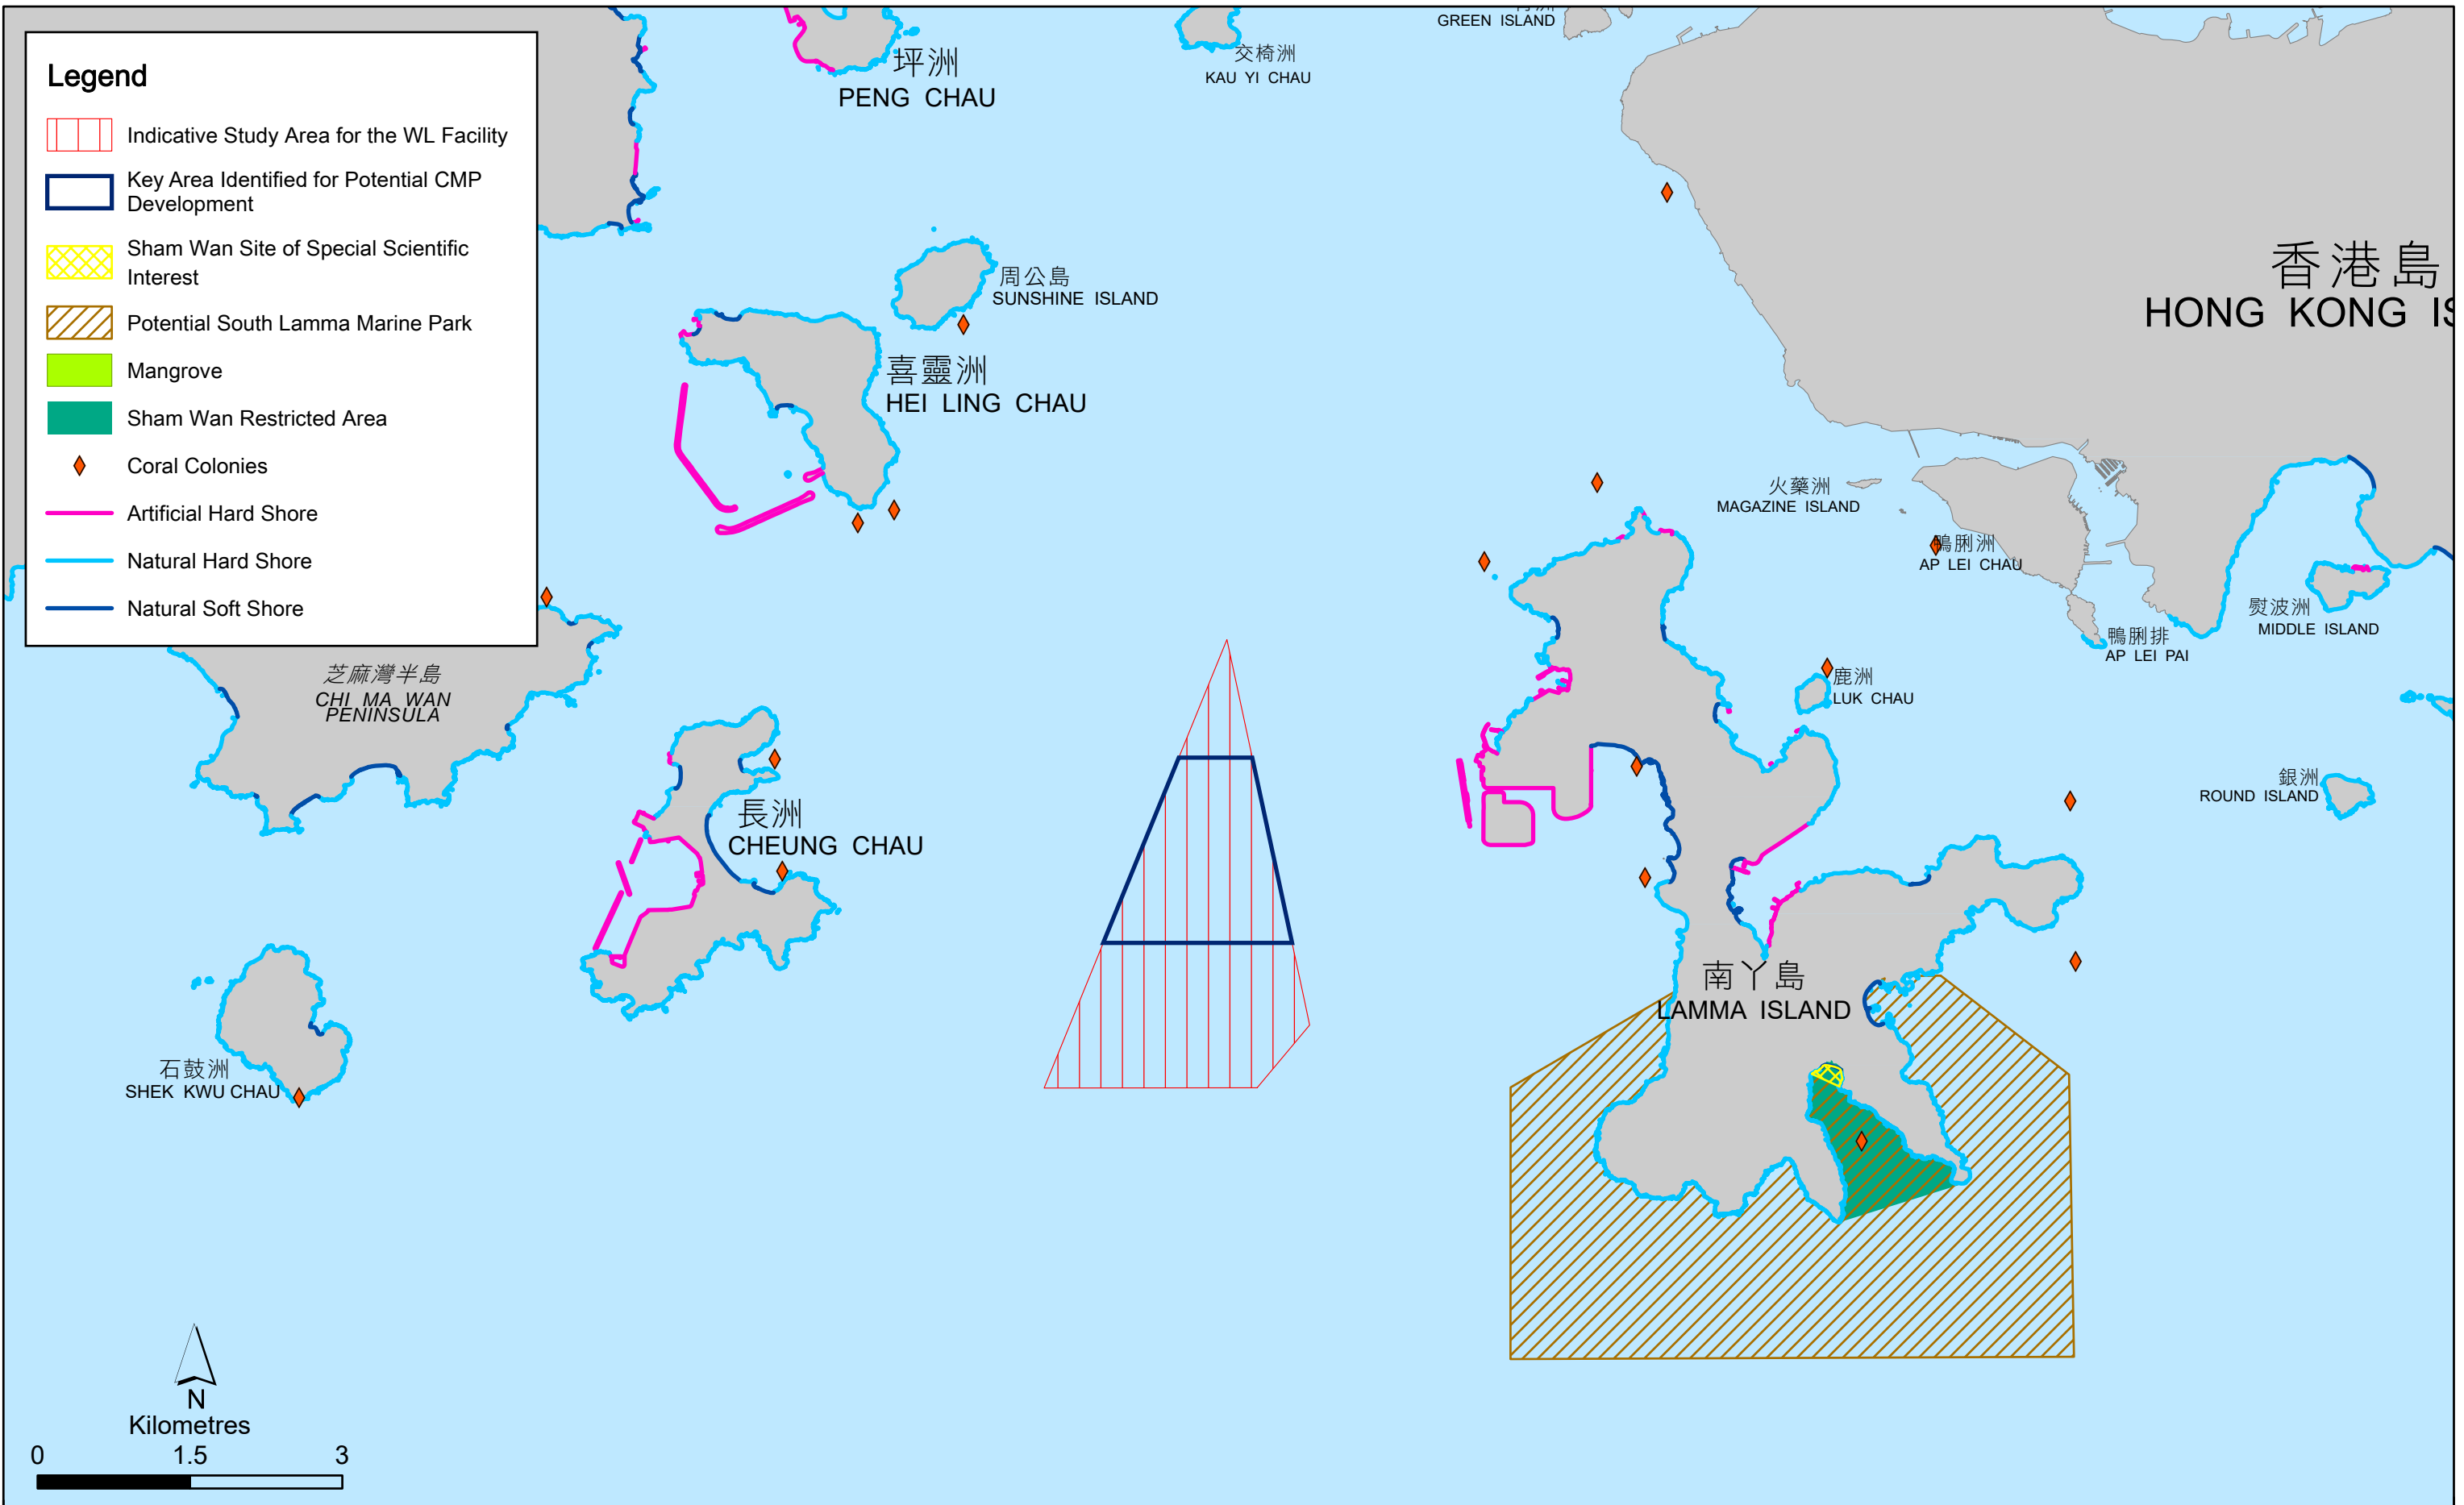 Legend
Indicative Study Area for the WL Facility
Key Area Identified for Potential CMP
Development
Sham Wan Site of Special Scientific
Interest
Potential South Lamma Marine Park
Mangrove
Sham Wan Restricted Area
Coral Colonies
Artificial Hard Shore
Natural Hard Shore
Natural Soft Shore
坪洲
PENG CHAU
交椅洲
KAU YI CHAU
GREEN ISLAND
周公島
SUNSHINE ISLAND
喜靈洲
HEI LING CHAU
香港島
HONG KONG IS
火藥洲
MAGAZINE ISLAND
鴨脷洲
AP LEI CHAU
鴨脷排
AP LEI PAI
熨波洲
MIDDLE ISLAND
鹿洲
LUK CHAU
銀洲
ROUND ISLAND
芝麻灣半島
CHI MA WAN
PENINSULA
長洲
CHEUNG CHAU
南丫島
LAMMA ISLAND
石鼓洲
SHEK KWU CHAU
N
Kilometres
0 1.5 3